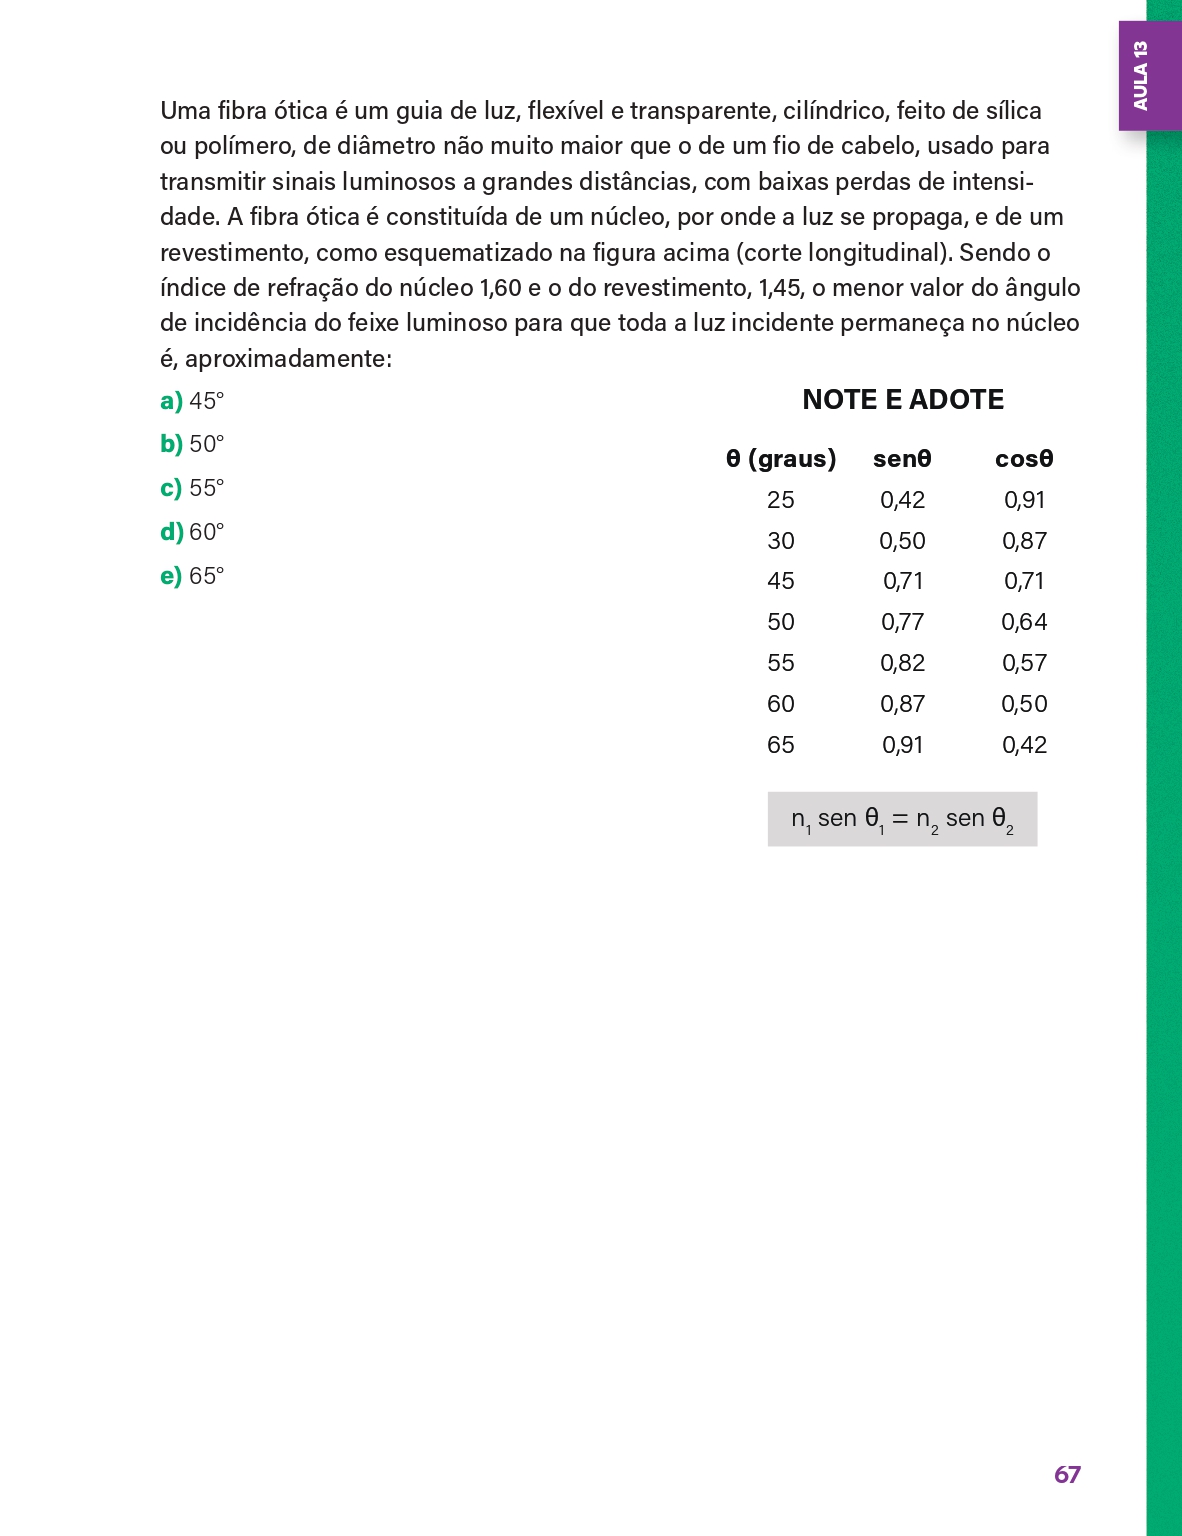 AULA 13
Uma fibra ótica é um guia de luz, flexível e transparente, cilíndrico, feito de sílica
ou polímero, de diâmetro não muito maior que o de um fio de cabelo, usado para
transmitir sinais luminosos a grandes distâncias, com baixas perdas de intensi-
dade. A fibra ótica é constituída de um núcleo, por onde a luz se propaga, e de um
revestimento, como esquematizado na figura acima (corte longitudinal). Sendo o
índice de refração do núcleo 1,60 e o do revestimento, 1,45, o menor valor do ângulo
de incidência do feixe luminoso para que toda a luz incidente permaneça no núcleo
é, aproximadamente:
a) 45°
b) 50°
c) 55°
d) 60°
e) 65°
NOTE E ADOTE
θ (graus) senθ cosθ
25 0,42 0,91
30 0,50 0,87
45 0,71 0,71
50 0,77 0,64
55 0,82 0,57
60 0,87 0,50
65 0,91 0,42
n₁ sen θ₁ = n₂ sen θ₂
67